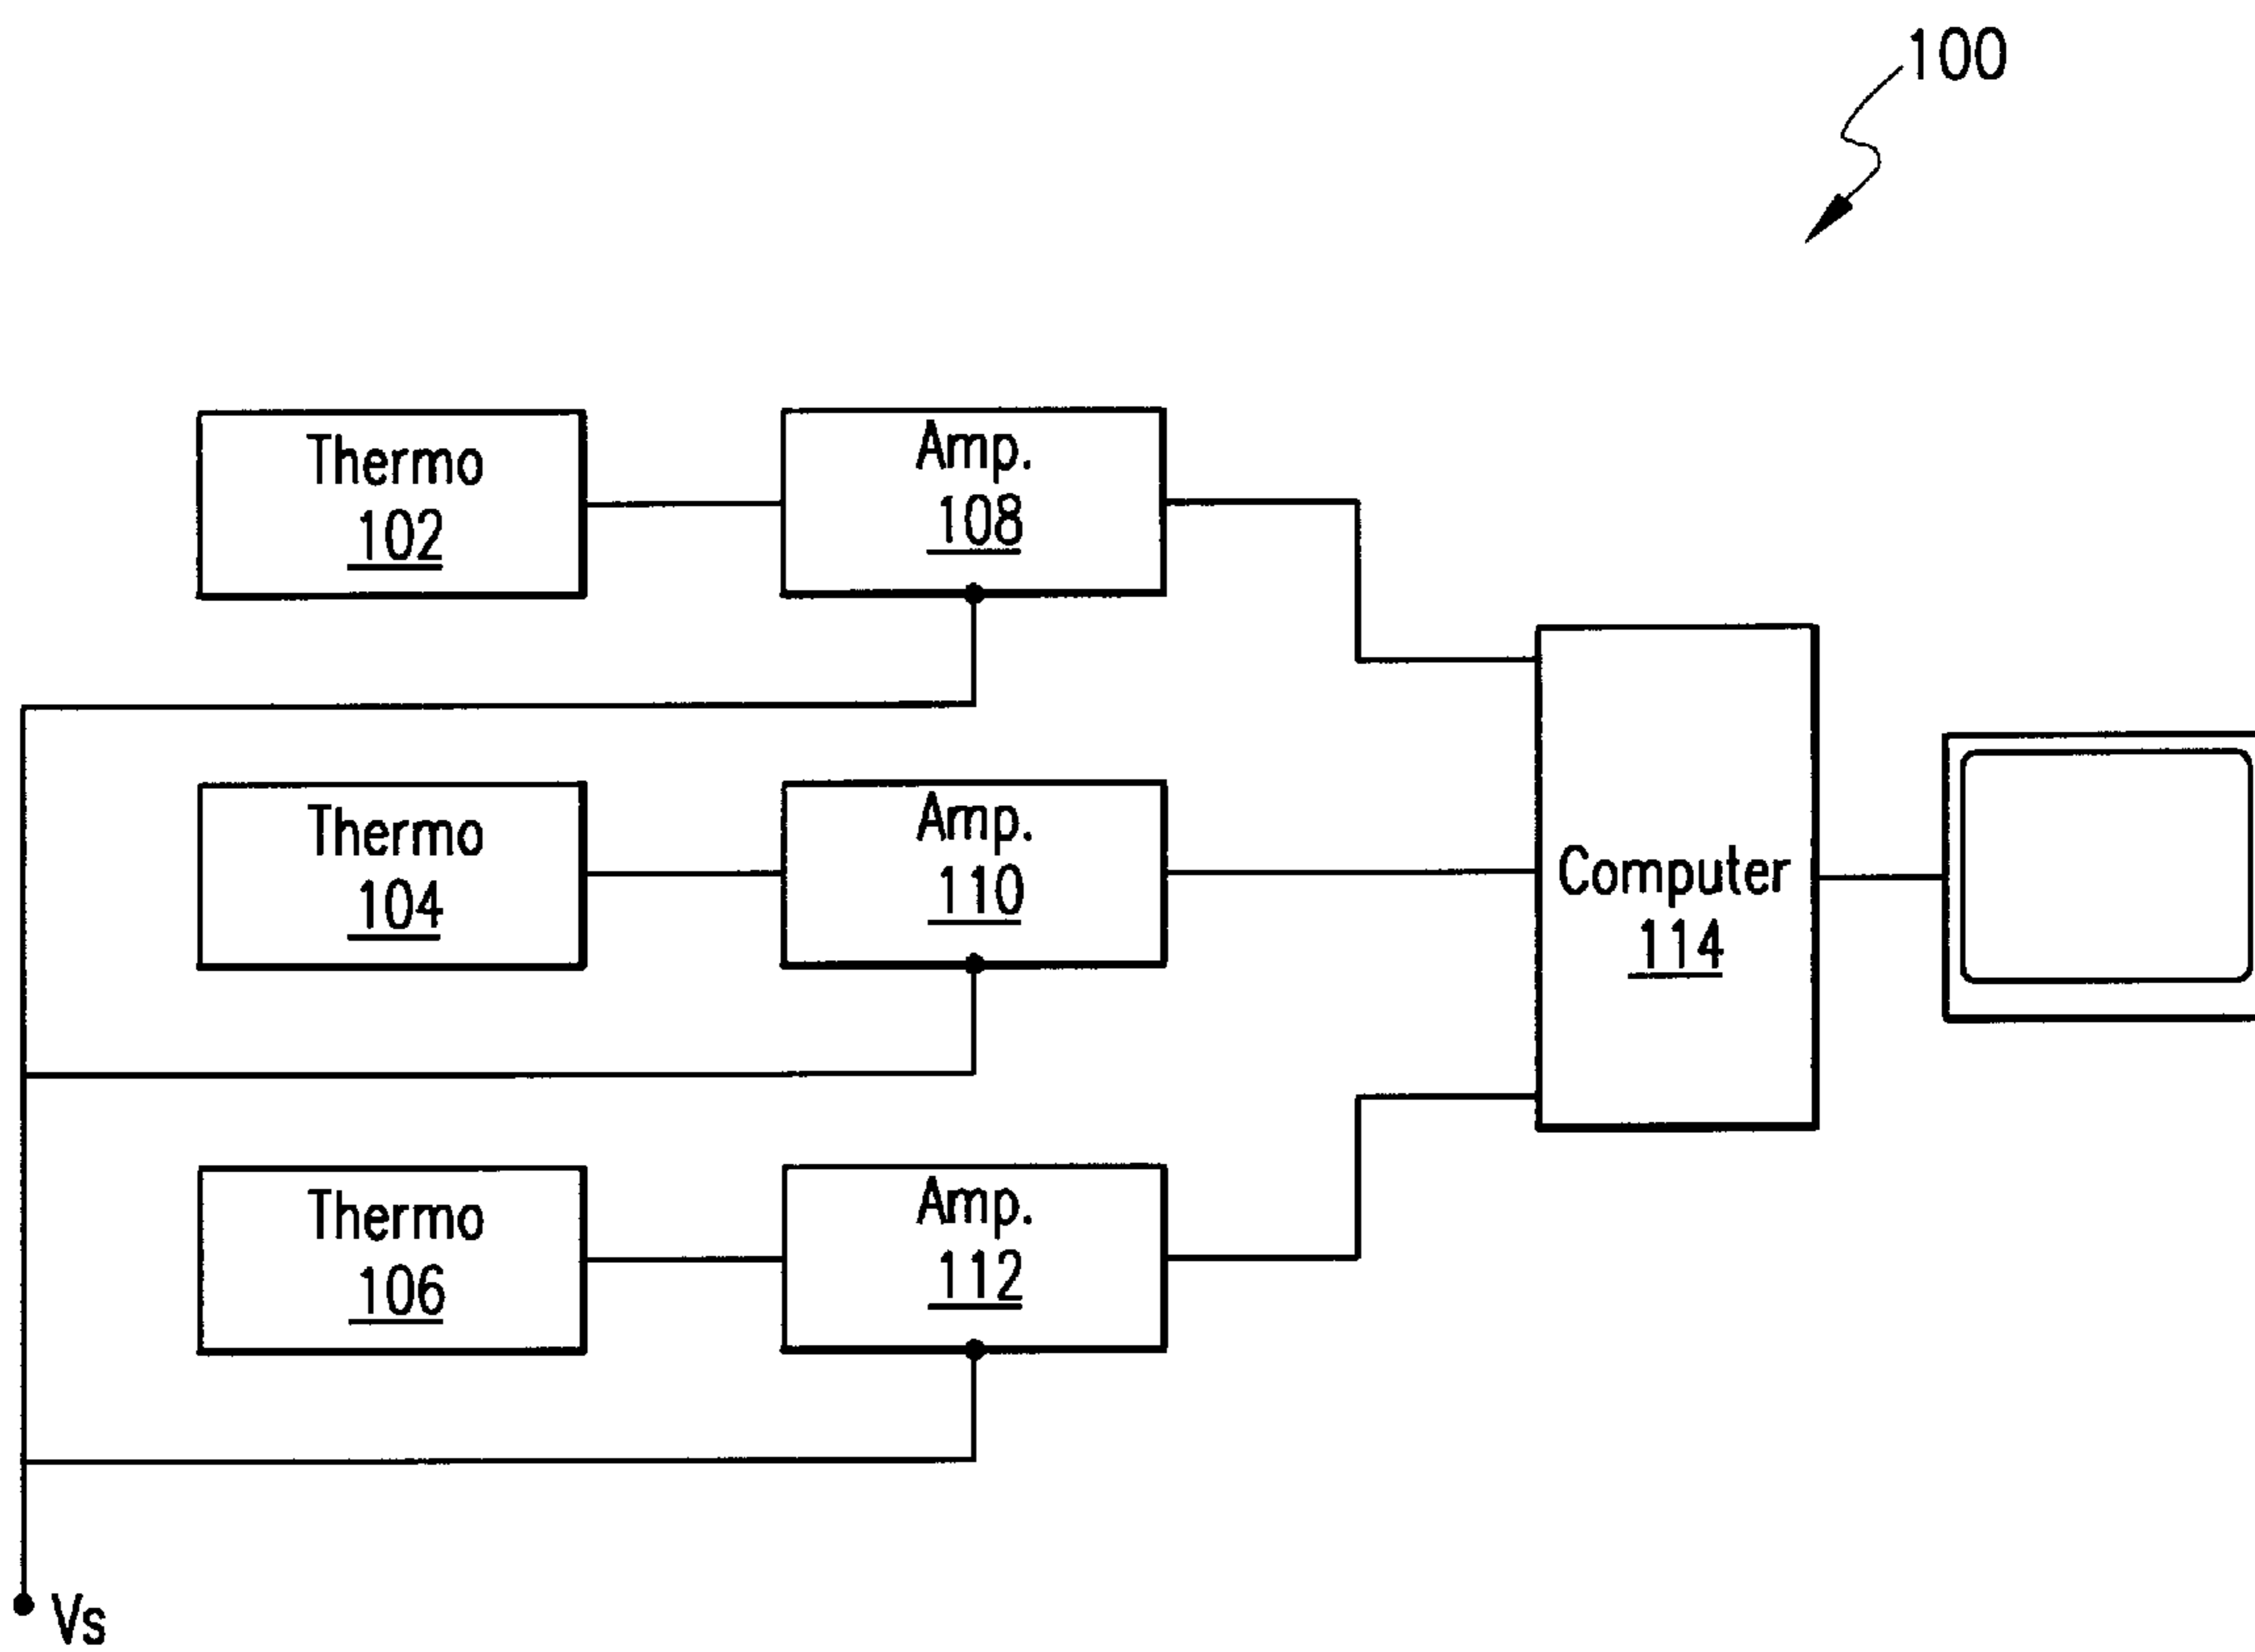 100
Thermo
102
Amp.
108
Thermo
104
Amp.
110
Computer
114
Thermo
106
Amp.
112
Vs